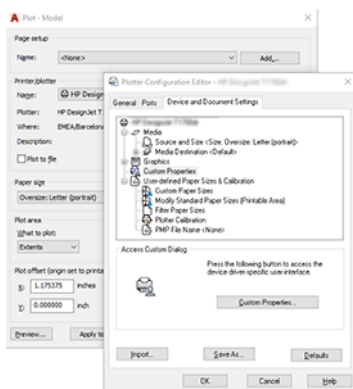 Plot - Model
Page setup
Name: <None> Add...
Printer/plotter
Name: HP Design
Plotter: HP DesignJet
Where: EMEA/Barcelon
Description:
Plot to file
Paper size
Oversize: Letter (portrait)
Plot area
What to plot:
Extents
Plot offset (origin set to printa
X: 1.175375 inches
Y: 0.000000 inch
Preview... Apply to
Plotter Configuration Editor -
General Ports Device and Document Settings
Media
Source and Size <Size: Oversize: Letter (portrait)>
Media Destination <Default>
Graphics
Custom Properties
User-defined Paper Sizes & Calibration
Custom Paper Sizes
Modify Standard Paper Sizes (Printable Area)
Filter Paper Sizes
Plotter Calibration
PMP File Name <None>
Access Custom Dialog
Press the following button to access the
device driver-specific user interface.
Custom Properties...
Import... Save As... Defaults
OK Cancel Help